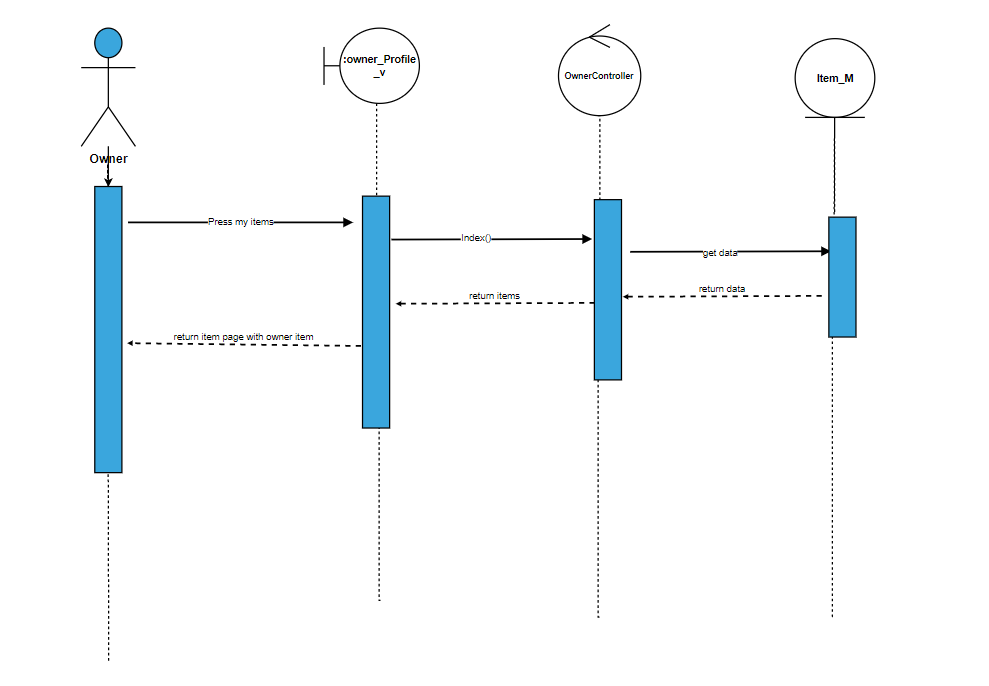 :owner_Profile
_v
OwnerController
Item_M
Owner
Press my items
Index()
get data
return data
return items
return item page with owner item